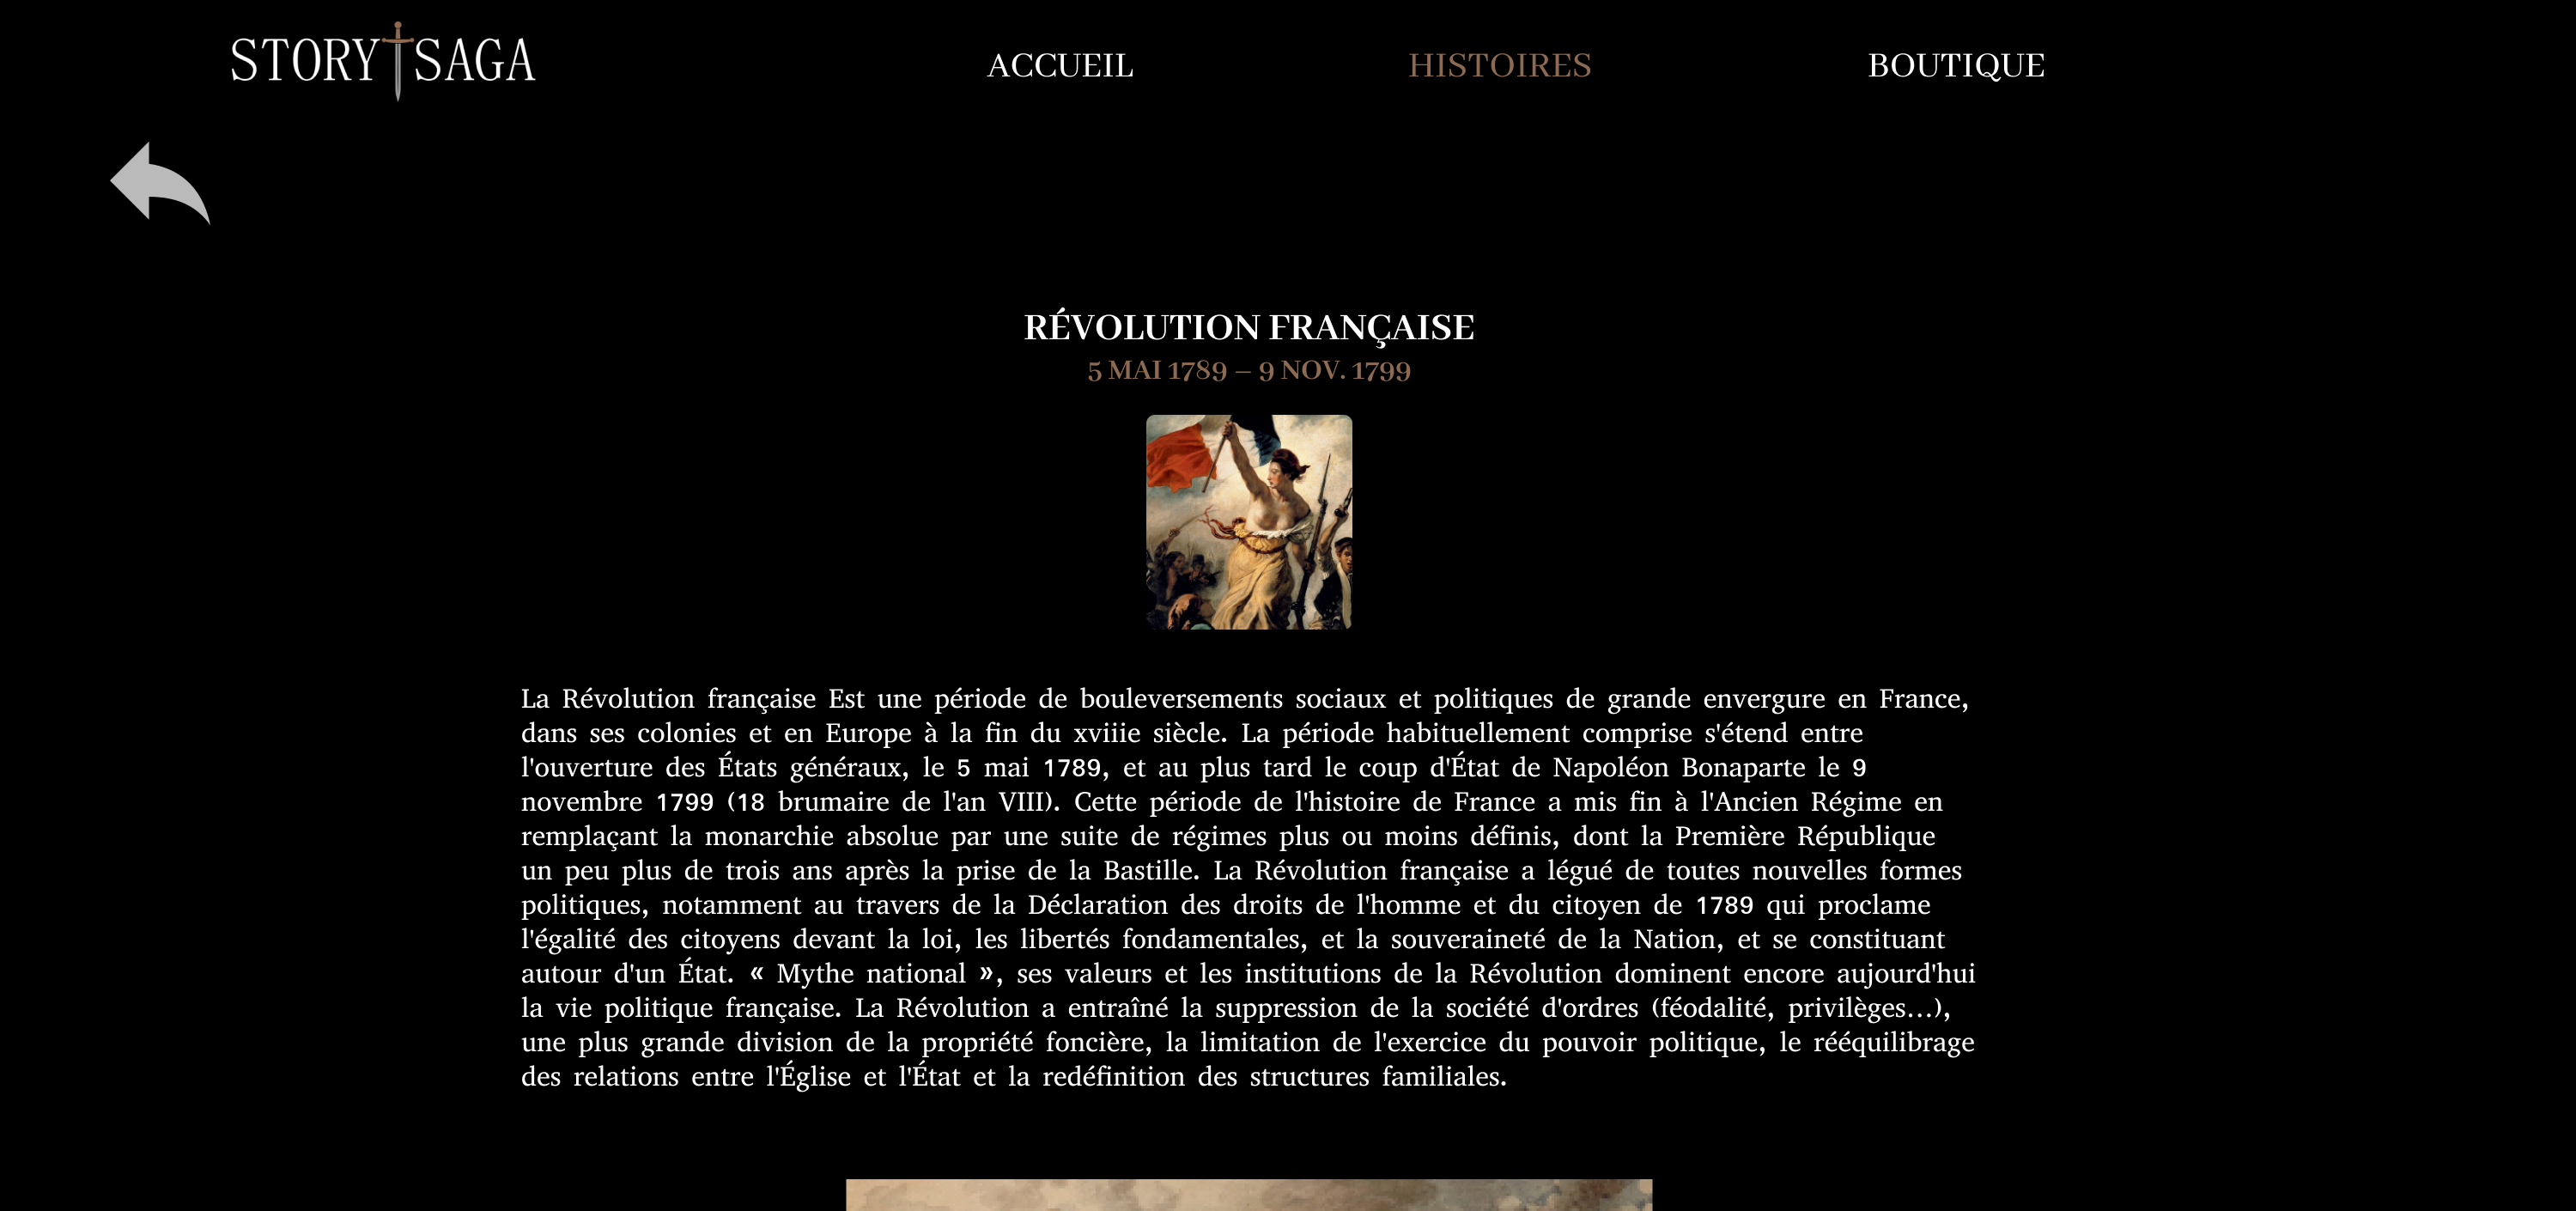 STORY SAGA
ACCUEIL
HISTOIRES
BOUTIQUE
RÉVOLUTION FRANÇAISE
5 MAI 1789 – 9 NOV. 1799
La Révolution française Est une période de bouleversements sociaux et politiques de grande envergure en France,
dans ses colonies et en Europe à la fin du xviiie siècle. La période habituellement comprise s'étend entre
l'ouverture des États généraux, le 5 mai 1789, et au plus tard le coup d'État de Napoléon Bonaparte le 9
novembre 1799 (18 brumaire de l'an VIII). Cette période de l'histoire de France a mis fin à l'Ancien Régime en
remplaçant la monarchie absolue par une suite de régimes plus ou moins définis, dont la Première République
un peu plus de trois ans après la prise de la Bastille. La Révolution française a légué de toutes nouvelles formes
politiques, notamment au travers de la Déclaration des droits de l'homme et du citoyen de 1789 qui proclame
l'égalité des citoyens devant la loi, les libertés fondamentales, et la souveraineté de la Nation, et se constituant
autour d'un État. « Mythe national », ses valeurs et les institutions de la Révolution dominent encore aujourd'hui
la vie politique française. La Révolution a entraîné la suppression de la société d'ordres (féodalité, privilèges…),
une plus grande division de la propriété foncière, la limitation de l'exercice du pouvoir politique, le rééquilibrage
des relations entre l'Église et l'État et la redéfinition des structures familiales.